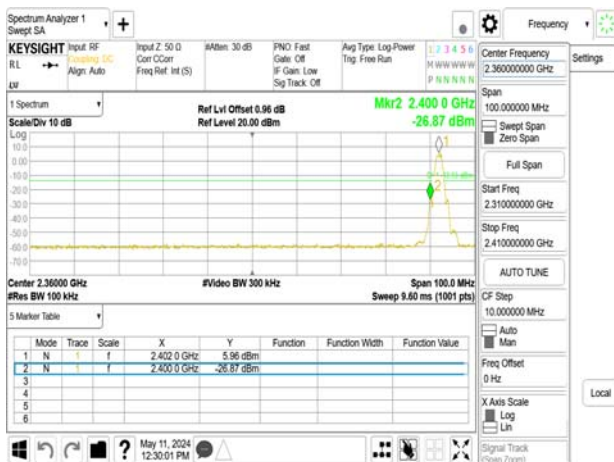 Spectrum Analyzer 1
Swept SA
Frequency
KEYSIGHT
RL
Input: RF
Coupling: DC
Align: Auto
Input Z: 50 Ω
Corr CCorr
Freq Ref: Int (S)
#Atten: 30 dB
PNO: Fast
Gate: Off
IF Gain: Low
Sig Track: Off
Avg Type: Log-Power
Trig: Free Run
1 2 3 4 5 6
M W W W W W
P N N N N N
1 Spectrum
Scale/Div 10 dB
Log
Ref Lvl Offset 0.96 dB
Ref Level 20.00 dBm
Mkr2 2.400 0 GHz
-26.87 dBm
10.0
0.00
-10.0
-20.0
-30.0
-40.0
-50.0
-60.0
-70.0
1
2
Center 2.36000 GHz
#Res BW 100 kHz
#Video BW 300 kHz
Span 100.0 MHz
Sweep 9.60 ms (1001 pts)
5 Marker Table
Mode Trace Scale X Y Function Function Width Function Value
1 N 1 f 2.402 0 GHz 5.96 dBm
2 N 1 f 2.400 0 GHz -26.87 dBm
3
4
5
6
May 11, 2024
12:30:01 PM
Center Frequency
2.360000000 GHz
Settings
Span
100.000000 MHz
Swept Span
Zero Span
Full Span
Start Freq
2.310000000 GHz
Stop Freq
2.410000000 GHz
AUTO TUNE
CF Step
10.000000 MHz
Auto
Man
Freq Offset
0 Hz
X Axis Scale
Log
Lin
Local
Signal Track
(Span Zoom)